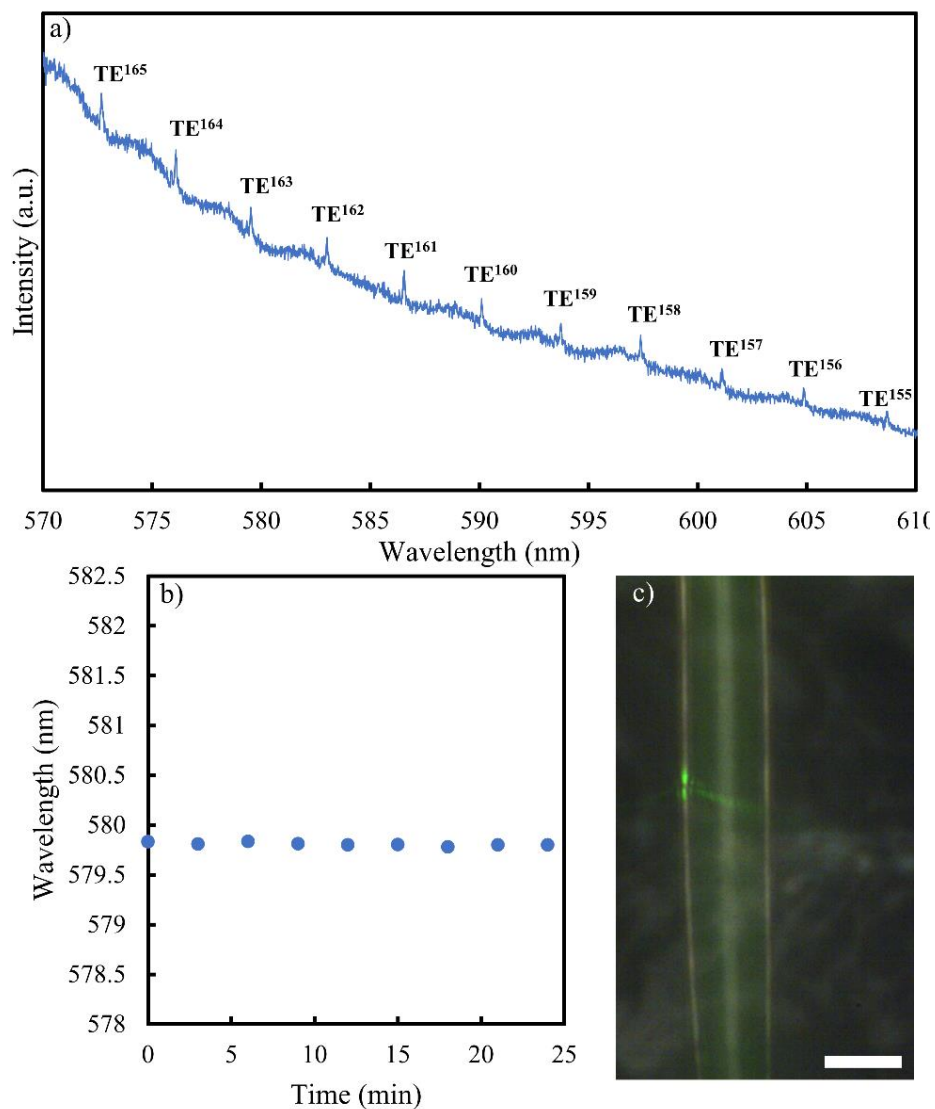 a)
TE165
TE164
TE163
TE162
TE161
TE160
TE159
TE158
TE157
TE156
TE155
Intensity (a.u.)
570 575 580 585 590 595 600 605 610
Wavelength (nm)
b)
582.5
582
581.5
581
580.5
580
579.5
579
578.5
578
Wavelength (nm)
0 5 10 15 20 25
Time (min)
c)